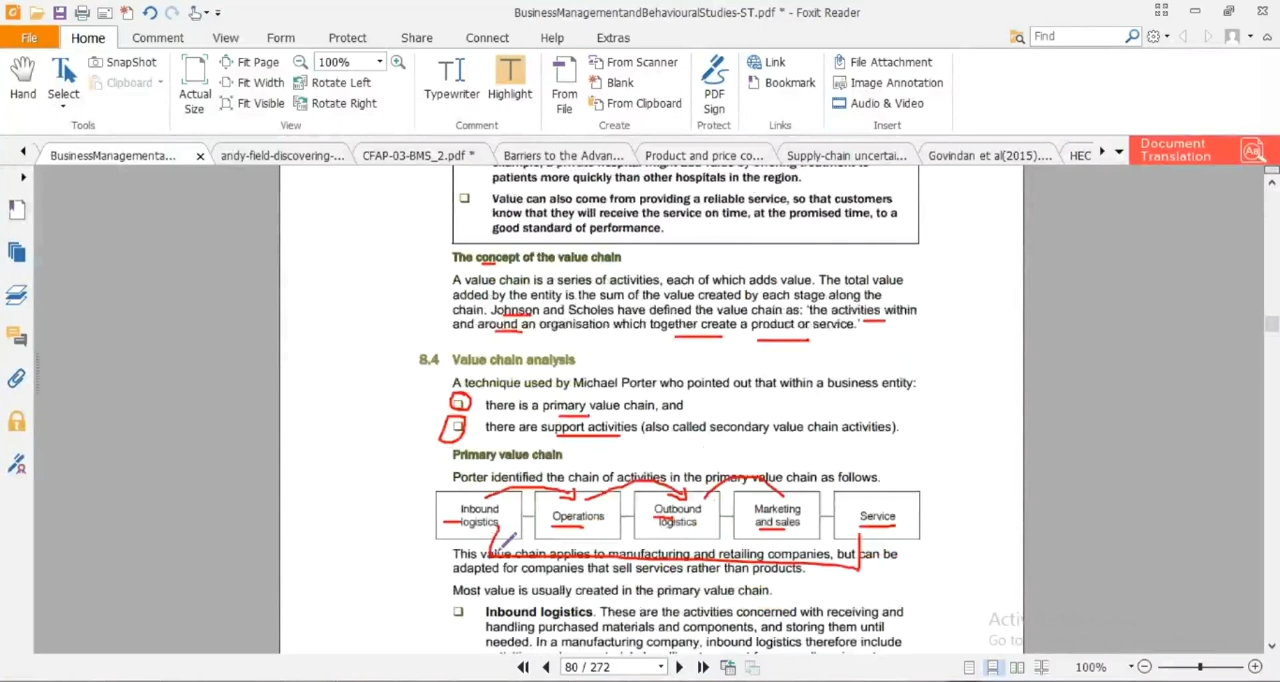 BusinessManagementandBehaviouralStudies-ST.pdf * - Foxit Reader
File Home Comment View Form Protect Share Connect Help Extras Find
SnapShot Fit Page 100% From Scanner Link File Attachment
Clipboard Fit Width Rotate Left Blank Bookmark Image Annotation
Hand Select Actual Size Fit Visible Rotate Right Typewriter Highlight From File From Clipboard PDF Sign Audio & Video
Tools View Comment Create Protect Links Insert
BusinessManagementa... x andy-field-discovering-... CFAP-03-BMS_2.pdf * Barriers to the Advan... Product and price co... Supply-chain uncertai... Govindan et al(2015).... HEC
Document
Translation
patients more quickly than other hospitals in the region.
Value can also come from providing a reliable service, so that customers
know that they will receive the service on time, at the promised time, to a
good standard of performance.
The concept of the value chain
A value chain is a series of activities, each of which adds value. The total value
added by the entity is the sum of the value created by each stage along the
chain. Johnson and Scholes have defined the value chain as: ‘the activities within
and around an organisation which together create a product or service.’
8.4 Value chain analysis
A technique used by Michael Porter who pointed out that within a business entity:
there is a primary value chain, and
there are support activities (also called secondary value chain activities).
Primary value chain
Porter identified the chain of activities in the primary value chain as follows.
Inbound logistics
Operations
Outbound logistics
Marketing and sales
Service
This value chain applies to manufacturing and retailing companies, but can be
adapted for companies that sell services rather than products.
Most value is usually created in the primary value chain.
Inbound logistics. These are the activities concerned with receiving and
handling purchased materials and components, and storing them until
needed. In a manufacturing company, inbound logistics therefore include
Go to
80 / 272
100%